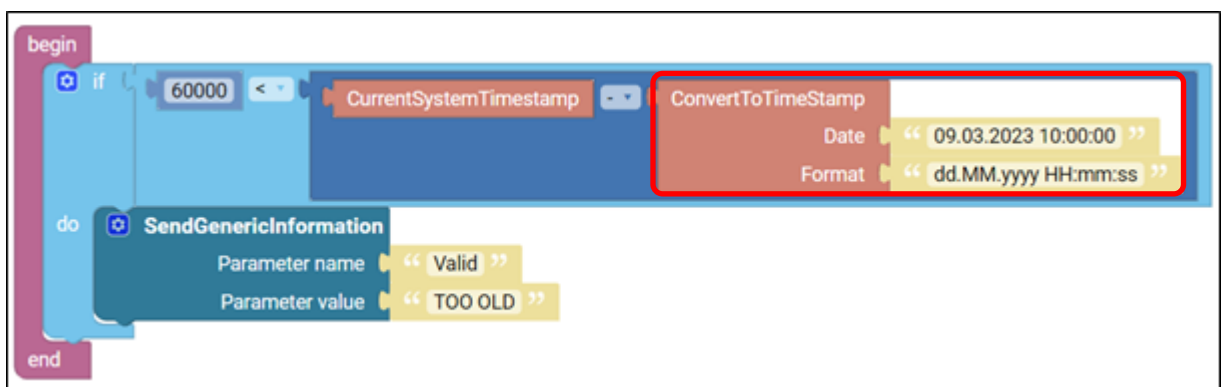 begin
if 60000 < CurrentSystemTimestamp - ConvertToTimeStamp
Date “ 09.03.2023 10:00:00 ”
Format “ dd.MM.yyyy HH:mm:ss ”
do SendGenericInformation
Parameter name “ Valid ”
Parameter value “ TOO OLD ”
end